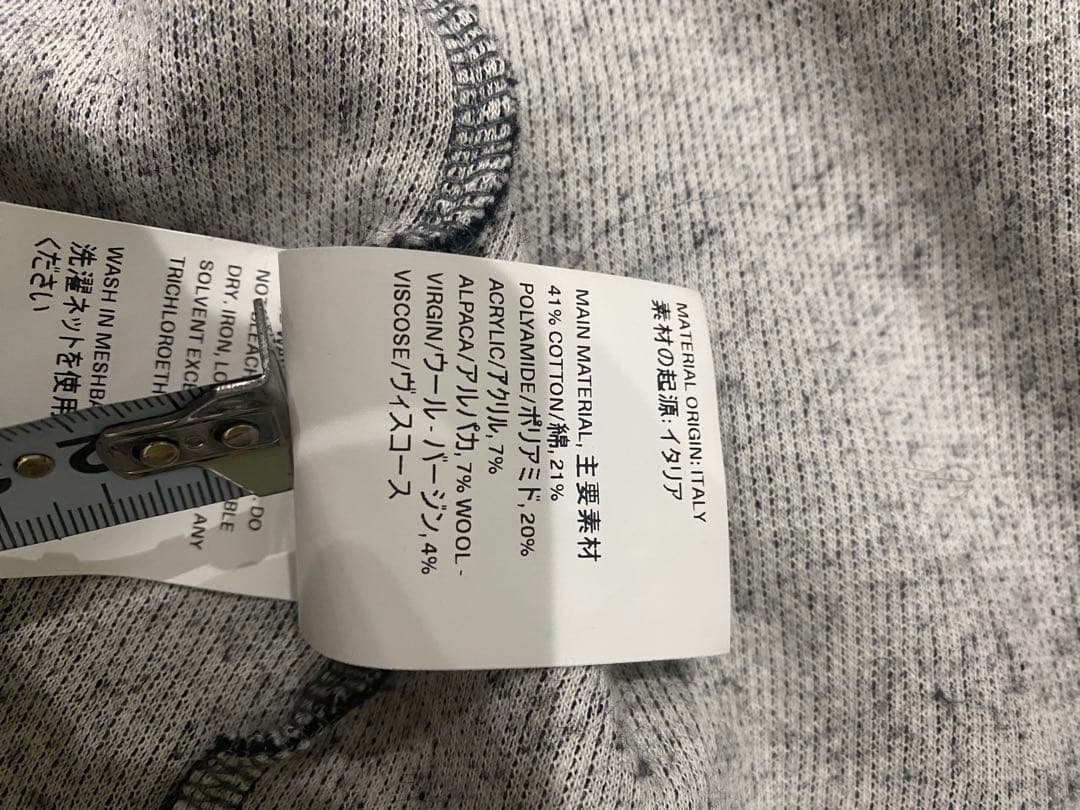 MATERIAL ORIGIN: ITALY
素材の起源: イタリア
MAIN MATERIAL, 主要素材
41% COTTON/綿, 21%
POLYAMIDE/ポリアミド, 20%
ACRYLIC/アクリル, 7%
ALPACA/アルパカ, 7% WOOL -
VIRGIN/ウール - バージン, 4%
VISCOSE/ヴィスコース
DO
DRY, IRON, LO
SOLVENT EXCE ANY
TRICHLOROETH
WASH IN MESHBA
洗濯ネットを使用
ください